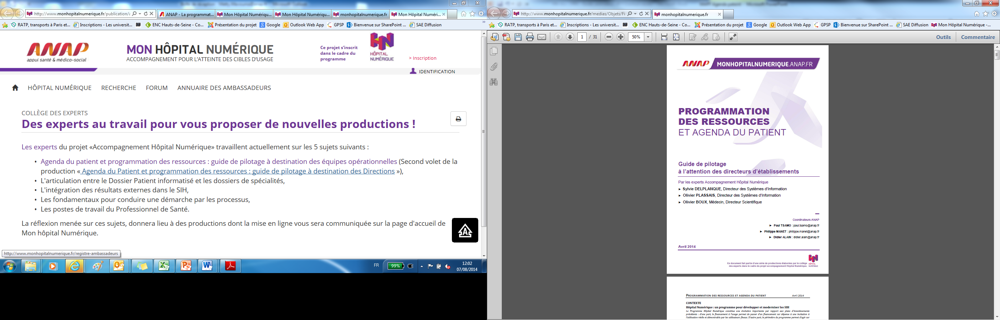 http://www.monhopitalnumerique.fr/publication/
ANAP - La programmat...
Mon Hôpital Numériqu...
Mon Hôpital Numériqu...
monhopitalnumerique.fr
Mon Hôpital Numéri...
RATP, transports à Paris et...
Inscriptions - Les universit...
ENC Hauts-de-Seine - Co...
Présentation du projet
Google
Outlook Web App
GPSP
Bienvenue sur SharePoint ...
SAE Diffusion
ANAP
appui santé & médico-social
MON HÔPITAL NUMÉRIQUE
ACCOMPAGNEMENT POUR L'ATTEINTE DES CIBLES D'USAGE
Ce projet s'inscrit
dans le cadre du
programme
HÔPITAL
NUMÉRIQUE
> Inscription
IDENTIFICATION
HÔPITAL NUMÉRIQUE
RECHERCHE
FORUM
ANNUAIRE DES AMBASSADEURS
COLLÈGE DES EXPERTS
Des experts au travail pour vous proposer de nouvelles productions !
Les experts du projet «Accompagnement Hôpital Numérique» travaillent actuellement sur les 5 sujets suivants :
• Agenda du patient et programmation des ressources : guide de pilotage à destination des équipes opérationnelles (Second volet de la
production « Agenda du Patient et programmation des ressources : guide de pilotage à destination des Directions »),
• L'articulation entre le Dossier Patient informatisé et les dossiers de spécialités,
• L'intégration des résultats externes dans le SIH,
• Les fondamentaux pour conduire une démarche par les processus,
• Les postes de travail du Professionnel de Santé.
La réflexion menée sur ces sujets, donnera lieu à des productions dont la mise en ligne vous sera communiquée sur la page d'accueil de
Mon hôpital Numérique.
A
http://www.monhopitalnumerique.fr/registre-ambassadeurs
FR
99%
12:02
07/08/2014
http://www.monhopitalnumerique.fr/medias/Objets/Fi
monhopitalnumerique.fr
RATP, transports à Paris et...
Inscriptions - Les universit...
ENC Hauts-de-Seine - Co...
Présentation du projet
Google
Outlook Web App
GPSP
Bienvenue sur SharePoint ...
SAE Diffusion
Mon Hôpital Numérique -...
1 / 31
50%
Outils
Commentaire
ANAP
MONHOPITALNUMERIQUE.ANAP.FR
PROGRAMMATION
DES RESSOURCES
ET AGENDA DU PATIENT
Guide de pilotage
à l'attention des directeurs d'établissements
Par les experts Accompagnement Hôpital Numérique
► Sylvie DELPLANQUE, Directeur des Systèmes d'Information
► Olivier PLASSAIS, Directeur des Systèmes d'Information
► Olivier BOUX, Médecin, Directeur Scientifique
Coordinateurs ANAP
► Paul TSAMO : paul.tsamo@anap.fr
► Philippe MANET : philippe.manet@anap.fr
► Didier ALAIN : didier.alain@anap.fr
Avril 2014
Ce document fait partie d'une série de productions élaborées par le collège
des experts dans le cadre du projet accompagnement Hôpital Numérique.
HÔPITAL
NUMÉRIQUE
PROGRAMMATION DES RESSOURCES ET AGENDA DU PATIENT
Avril 2014
CONTEXTE
Hôpital Numérique : un programme pour développer et moderniser les SIH
Le Programme Hôpital Numérique constitue une évolution importante par rapport aux plans d'investissements
précédents : d'une part, le financement à l'usage permet de passer d'un financement sur dépense à une incitation à
l'utilisation réelle et démontrable par les utilisateurs finaux. D'autre part, le périmètre du programme permet d'agir sur